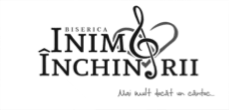 BISERICA
INIMA
ÎNCHINĂRII
Mai mult decât un cântec...